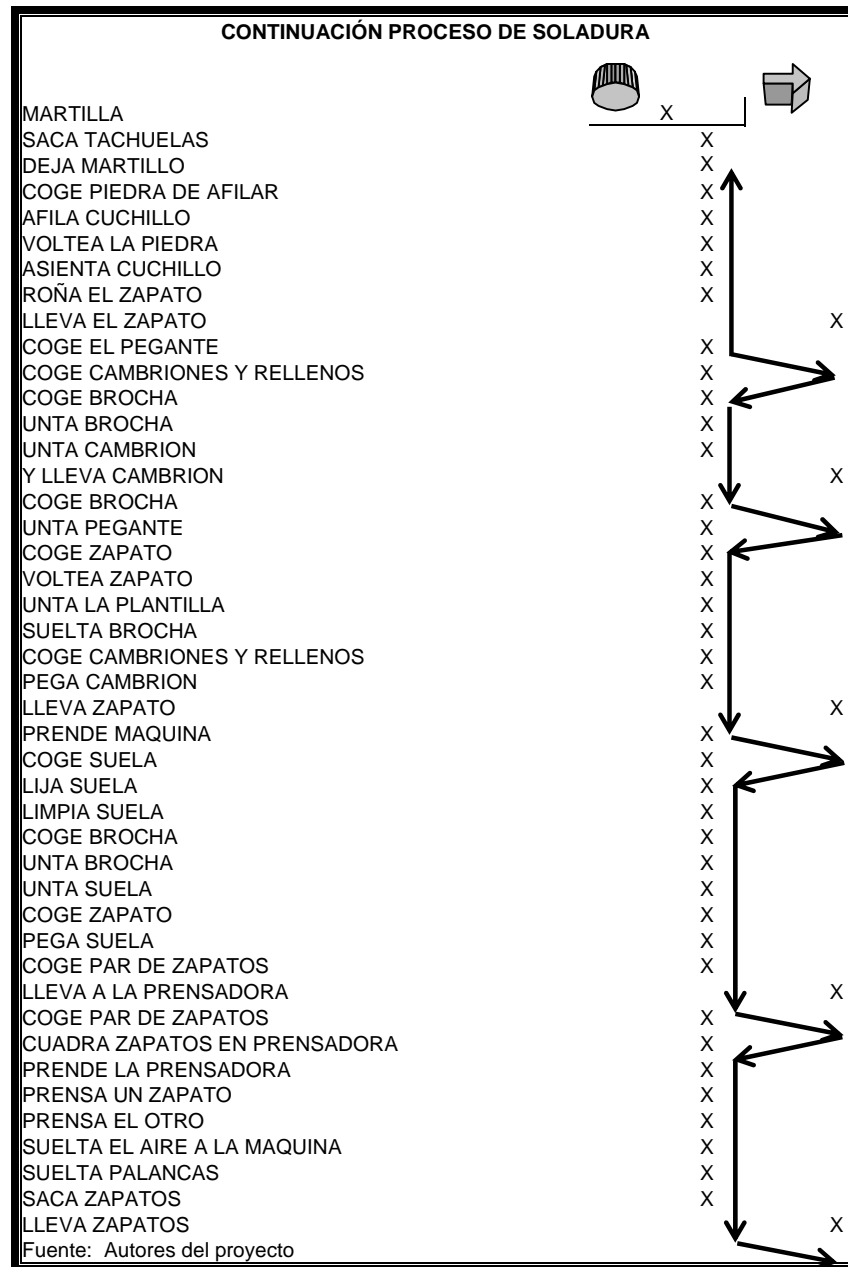 CONTINUACIÓN PROCESO DE SOLADURA
MARTILLA X
SACA TACHUELAS X
DEJA MARTILLO X
COGE PIEDRA DE AFILAR X
AFILA CUCHILLO X
VOLTEA LA PIEDRA X
ASIENTA CUCHILLO X
ROÑA EL ZAPATO X
LLEVA EL ZAPATO X
COGE EL PEGANTE X
COGE CAMBRIONES Y RELLENOS X
COGE BROCHA X
UNTA BROCHA X
UNTA CAMBRION X
Y LLEVA CAMBRION X
COGE BROCHA X
UNTA PEGANTE X
COGE ZAPATO X
VOLTEA ZAPATO X
UNTA LA PLANTILLA X
SUELTA BROCHA X
COGE CAMBRIONES Y RELLENOS X
PEGA CAMBRION X
LLEVA ZAPATO X
PRENDE MAQUINA X
COGE SUELA X
LIJA SUELA X
LIMPIA SUELA X
COGE BROCHA X
UNTA BROCHA X
UNTA SUELA X
COGE ZAPATO X
PEGA SUELA X
COGE PAR DE ZAPATOS X
LLEVA A LA PRENSADORA X
COGE PAR DE ZAPATOS X
CUADRA ZAPATOS EN PRENSADORA X
PRENDE LA PRENSADORA X
PRENSA UN ZAPATO X
PRENSA EL OTRO X
SUELTA EL AIRE A LA MAQUINA X
SUELTA PALANCAS X
SACA ZAPATOS X
LLEVA ZAPATOS X
Fuente: Autores del proyecto